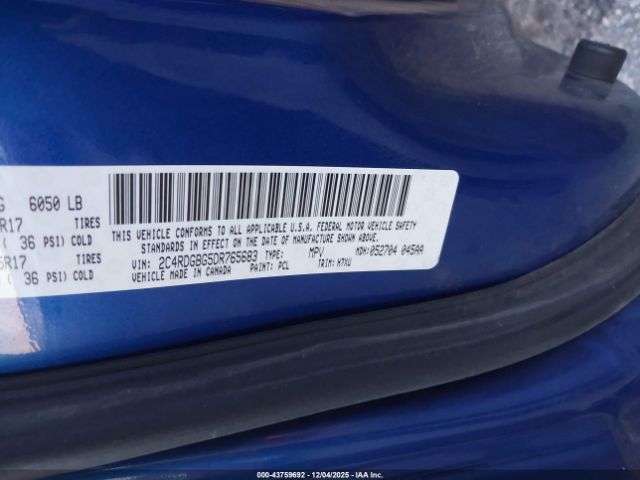 G 6050 LB
R17 TIRES
( 36 PSI) COLD
5R17 TIRES
( 36 PSI) COLD
THIS VEHICLE CONFORMS TO ALL APPLICABLE U.S.A. FEDERAL MOTOR VEHICLE SAFETY
STANDARDS IN EFFECT ON THE DATE OF MANUFACTURE SHOWN ABOVE.
VIN: 2C4RDGBG5DR765683 TYPE: MPV MDH:052704 045AA
VEHICLE MADE IN CANADA PAINT: PCL TRIM: H7XU
000-43759692 | 12/04/2025 - IAA Inc.